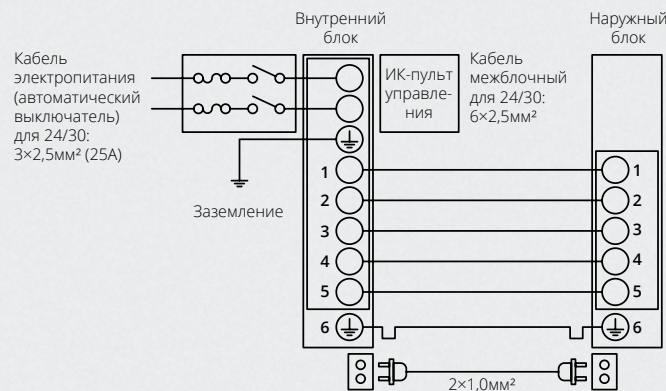 Внутренний
блок
Наружный
блок
Кабель
электропитания
(автоматический
выключатель)
для 24/30:
3×2,5мм² (25А)
ИК-пульт
управле-
ния
Кабель
межблочный
для 24/30:
6×2,5мм²
Заземление
1 1
2 2
3 3
4 4
5 5
6 6
2×1,0мм²